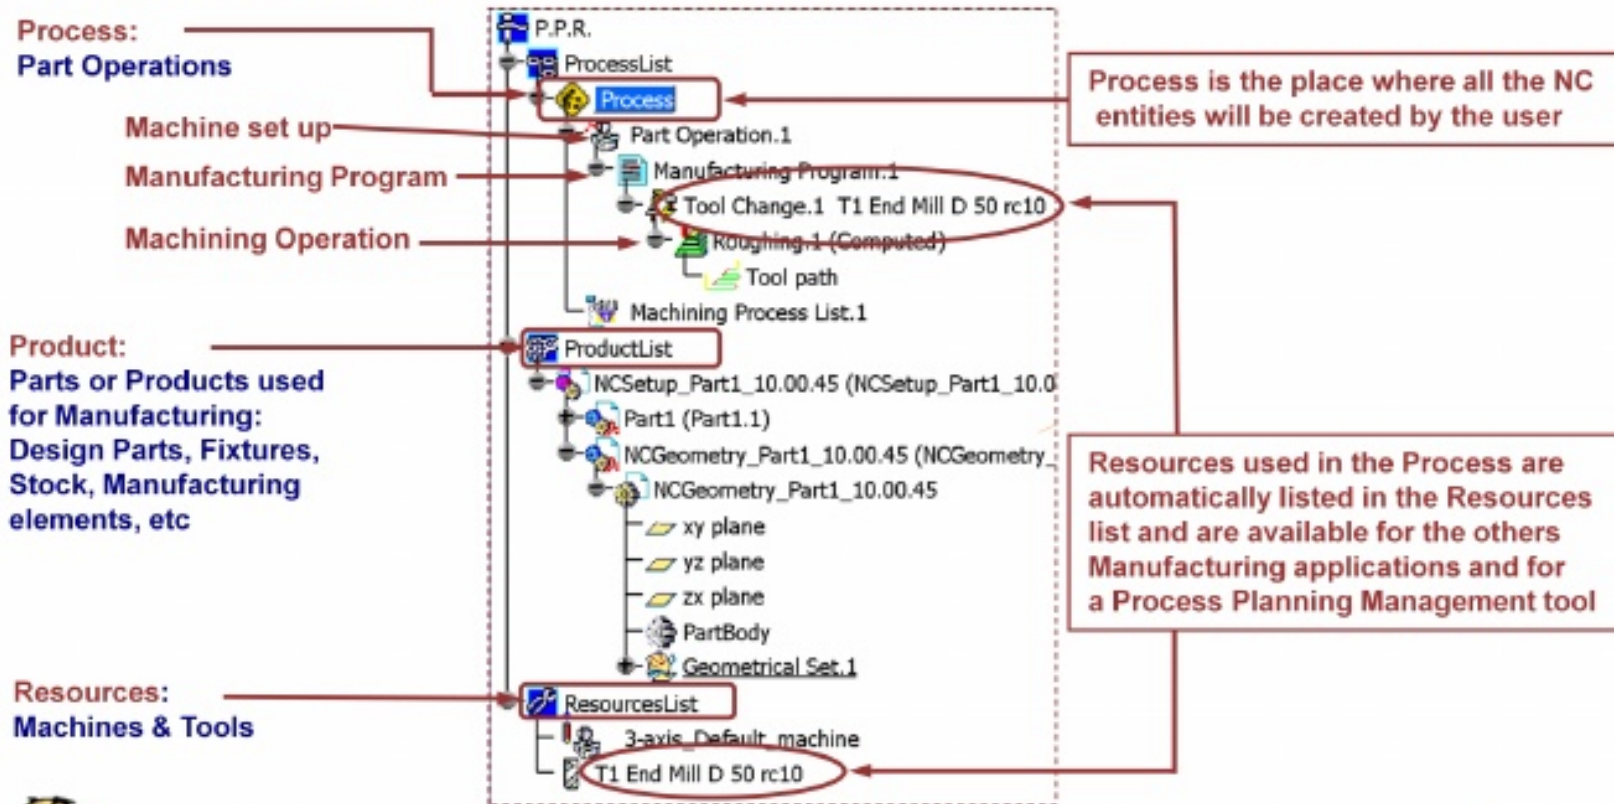 Process:
Part Operations
Machine set up
Manufacturing Program
Machining Operation
Product:
Parts or Products used
for Manufacturing:
Design Parts, Fixtures,
Stock, Manufacturing
elements, etc
Resources:
Machines & Tools
P.P.R.
ProcessList
Process
Part Operation.1
Manufacturing Program.1
Tool Change.1 T1 End Mill D 50 rc10
Roughing.1 (Computed)
Tool path
Machining Process List.1
ProductList
NCSetup_Part1_10.00.45 (NCSetup_Part1_10.0
Part1 (Part1.1)
NCGeometry_Part1_10.00.45 (NCGeometry_
NCGeometry_Part1_10.00.45
xy plane
yz plane
zx plane
PartBody
Geometrical Set.1
ResourcesList
3-axis_Default_machine
T1 End Mill D 50 rc10
Process is the place where all the NC
entities will be created by the user
Resources used in the Process are
automatically listed in the Resources
list and are available for the others
Manufacturing applications and for
a Process Planning Management tool